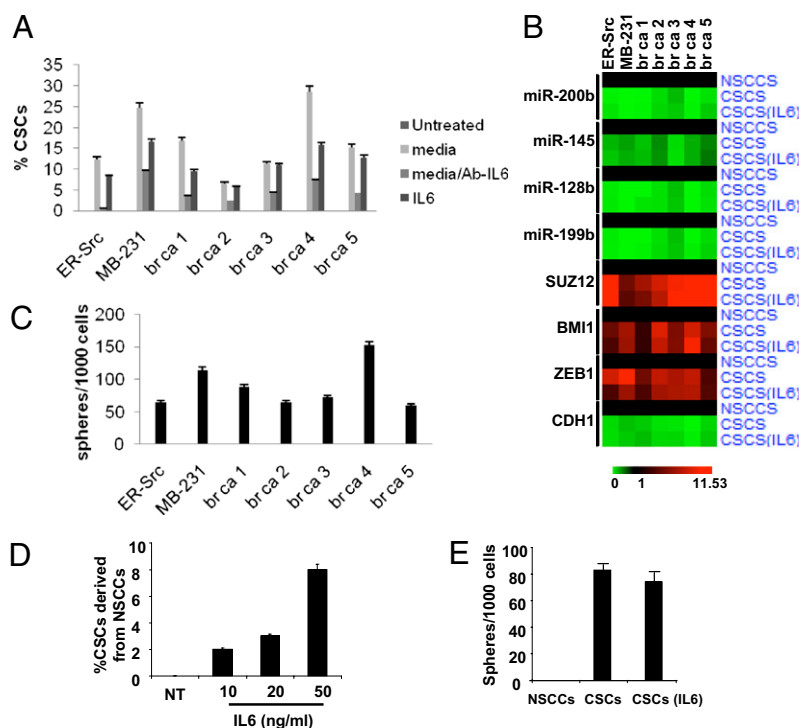 A
% CSCs
35
30
25
20
15
10
5
0
ER-Src
MB-231
br ca 1
br ca 2
br ca 3
br ca 4
br ca 5
Untreated
media
media/Ab-IL6
IL6
B
ER-Src
MB-231
br ca 1
br ca 2
br ca 3
br ca 4
br ca 5
miR-200b
NSCCS
CSCS
CSCS(IL6)
miR-145
NSCCS
CSCS
CSCS(IL6)
miR-128b
NSCCS
CSCS
CSCS(IL6)
miR-199b
NSCCS
CSCS
CSCS(IL6)
SUZ12
NSCCS
CSCS
CSCS(IL6)
BMI1
NSCCS
CSCS
CSCS(IL6)
ZEB1
NSCCS
CSCS
CSCS(IL6)
CDH1
NSCCS
CSCS
CSCS(IL6)
0 1 11.53
C
spheres/1000 cells
200
150
100
50
0
ER-Src
MB-231
br ca 1
br ca 2
br ca 3
br ca 4
br ca 5
D
%CSCs derived
from NSCCs
10
8
6
4
2
0
NT 10 20 50
IL6 (ng/ml)
E
Spheres/1000 cells
100
80
60
40
20
0
NSCCs CSCs CSCs (IL6)